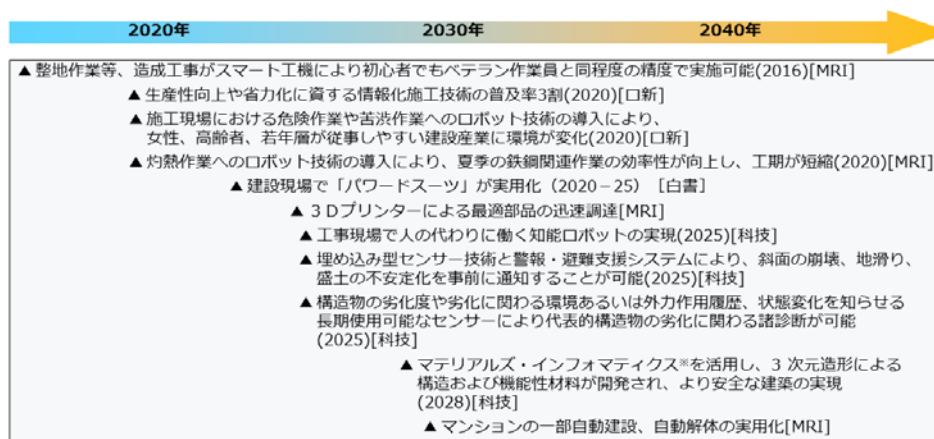 2020年 2030年 2040年
▲ 整地作業等、造成工事がスマート工機により初心者でもベテラン作業員と同程度の精度で実施可能(2016)[MRI]
▲ 生産性向上や省力化に資する情報化施工技術の普及率3割(2020)[ロ新]
▲ 施工現場における危険作業や苦渋作業へのロボット技術の導入により、
女性、高齢者、若年層が従事しやすい建設産業に環境が変化(2020)[ロ新]
▲ 灼熱作業へのロボット技術の導入により、夏季の鉄鋼関連作業の効率性が向上し、工期が短縮(2020)[MRI]
▲ 建設現場で「パワードスーツ」が実用化（2020－25）［白書］
▲ ３Ｄプリンターによる最適部品の迅速調達[MRI]
▲ 工事現場で人の代わりに働く知能ロボットの実現(2025)[科技]
▲ 埋め込み型センサー技術と警報・避難支援システムにより、斜面の崩壊、地滑り、
盛土の不安定化を事前に通知することが可能(2025)[科技]
▲ 構造物の劣化度や劣化に関わる環境あるいは外力作用履歴、状態変化を知らせる
長期使用可能なセンサーにより代表的構造物の劣化に関わる諸診断が可能
(2025)[科技]
▲ マテリアルズ・インフォマティクス※を活用し、3 次元造形による
構造および機能性材料が開発され、より安全な建築の実現
(2028)[科技]
▲ マンションの一部自動建設、自動解体の実用化[MRI]